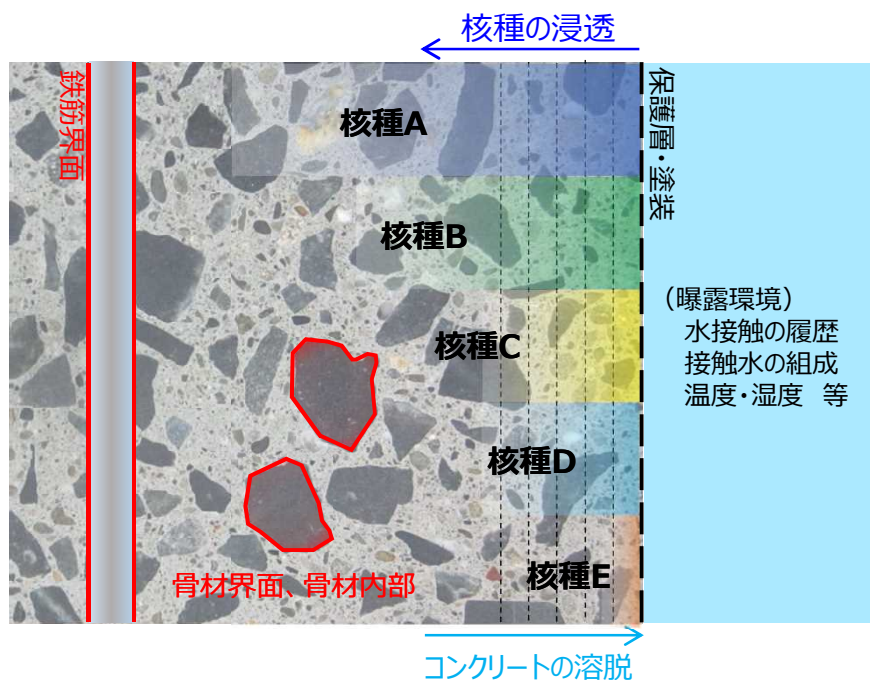 核種の浸透
鉄筋界面
保護層・塗装
核種A
核種B
核種C
核種D
核種E
（曝露環境）
水接触の履歴
接触水の組成
温度・湿度 等
骨材界面、骨材内部
コンクリートの溶脱